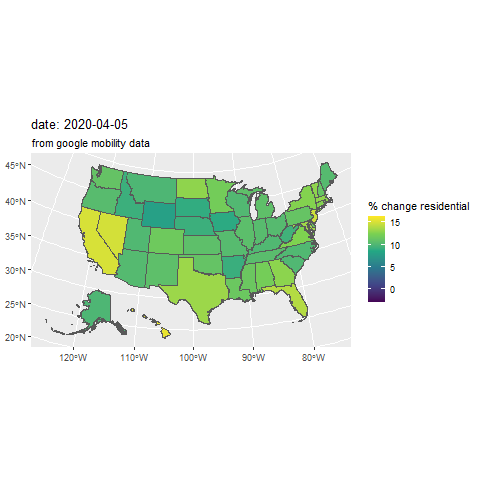 date: 2020-04-05
from google mobility data
45°N
40°N
35°N
30°N
25°N
20°N
120°W
110°W
100°W
90°W
80°W
% change residential
15
10
5
0